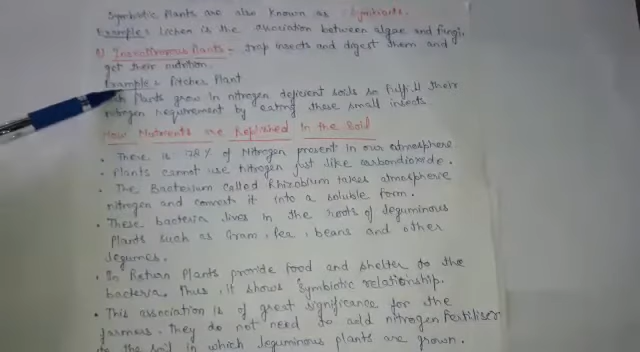 Symbiotic Plants are also known as Symbionts.
Example: Lichen is the association between algae and fungi.
Insectivorous Plants - trap insects and digest them and
get their nutrition.
Example: Pitcher Plant
Plants grow in nitrogen deficient soils so fulfill their
nitrogen requirement by eating these small insects
How Nutrients are Replenished in the Soil
• There is 78% of Nitrogen present in our atmosphere
• Plants cannot use nitrogen just like carbondioxide.
• The Bacterium called Rhizobium takes atmospheric
nitrogen and convert it into a soluble form.
• These bacteria lives in the roots of leguminous
Plants such as Gram, Pea, beans and other
legumes.
• In Return Plants provide food and shelter to the
bacteria. Thus, it shows Symbiotic relationship.
• This association is of great significance for the
farmers. They do not need to add nitrogen fertiliser
to the soil in which leguminous plants are grown.